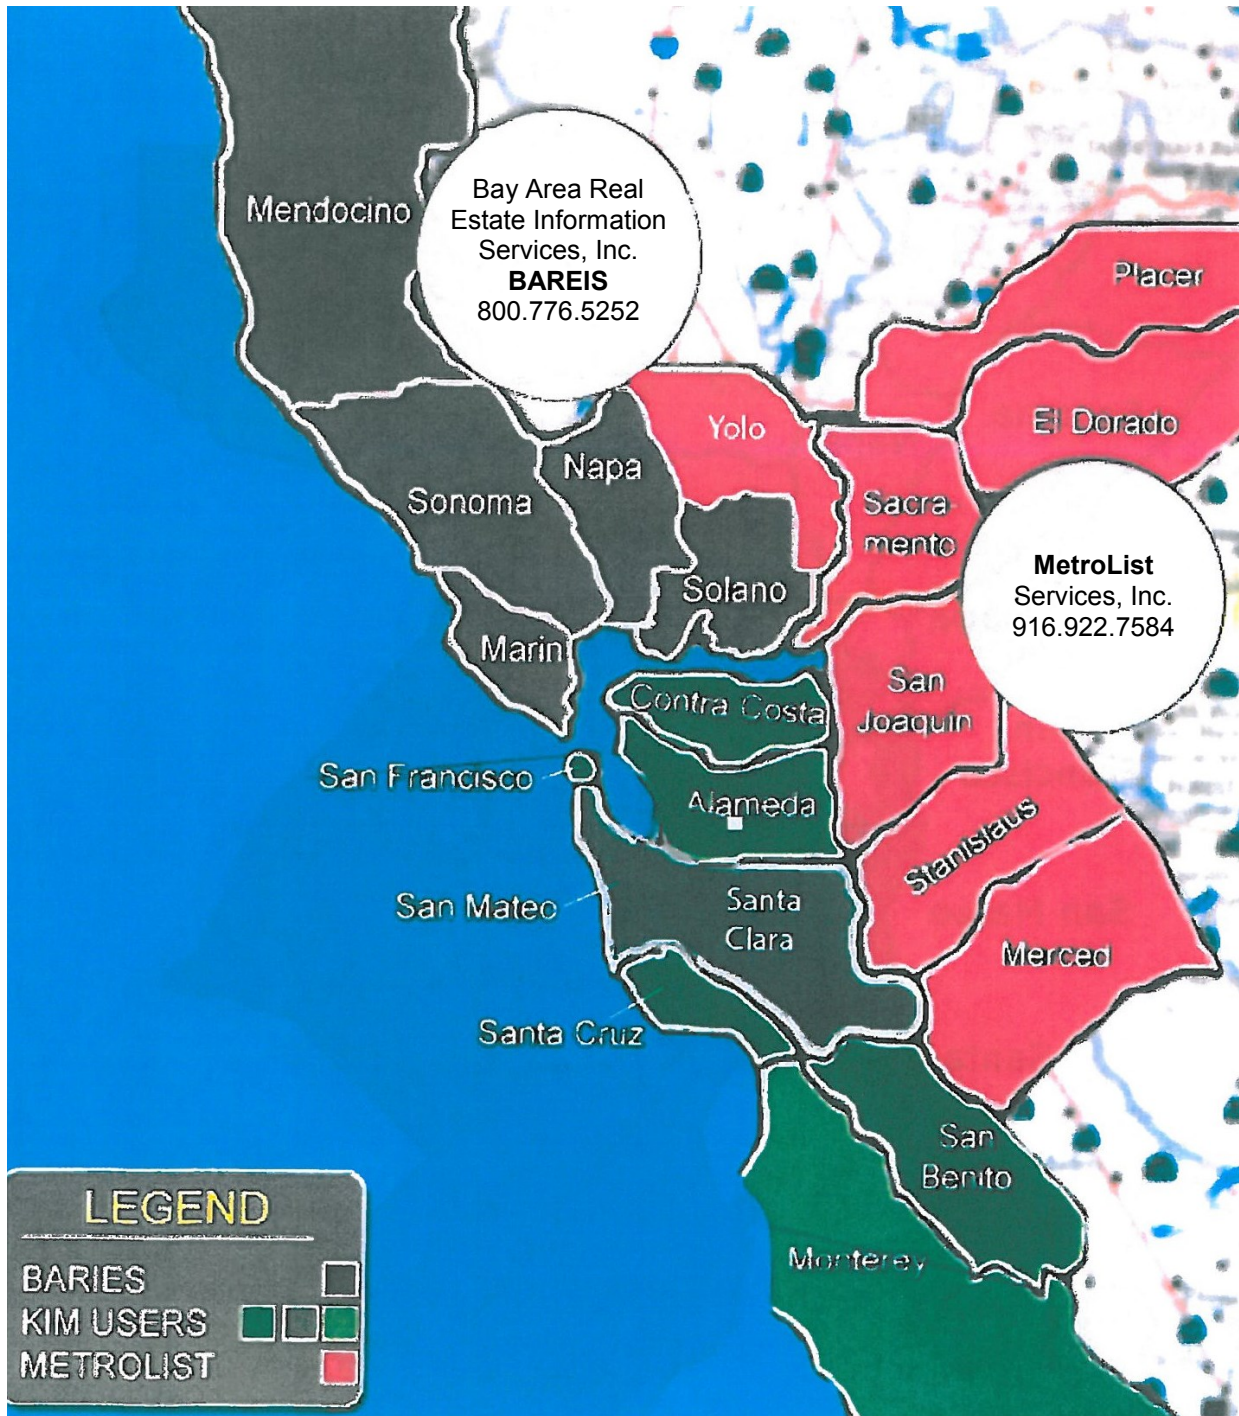 Mendocino
Bay Area Real
Estate Information
Services, Inc.
BAREIS
800.776.5252
Placer
El Dorado
Yolo
Napa
Sonoma
Sacra-
mento
MetroList
Services, Inc.
916.922.7584
Solano
Marin
Contra Costa
San
Joaquin
San Francisco
Alameda
Stanislaus
San Mateo
Santa
Clara
Merced
Santa Cruz
San
Benito
Monterey
LEGEND
BARIES
KIM USERS
METROLIST